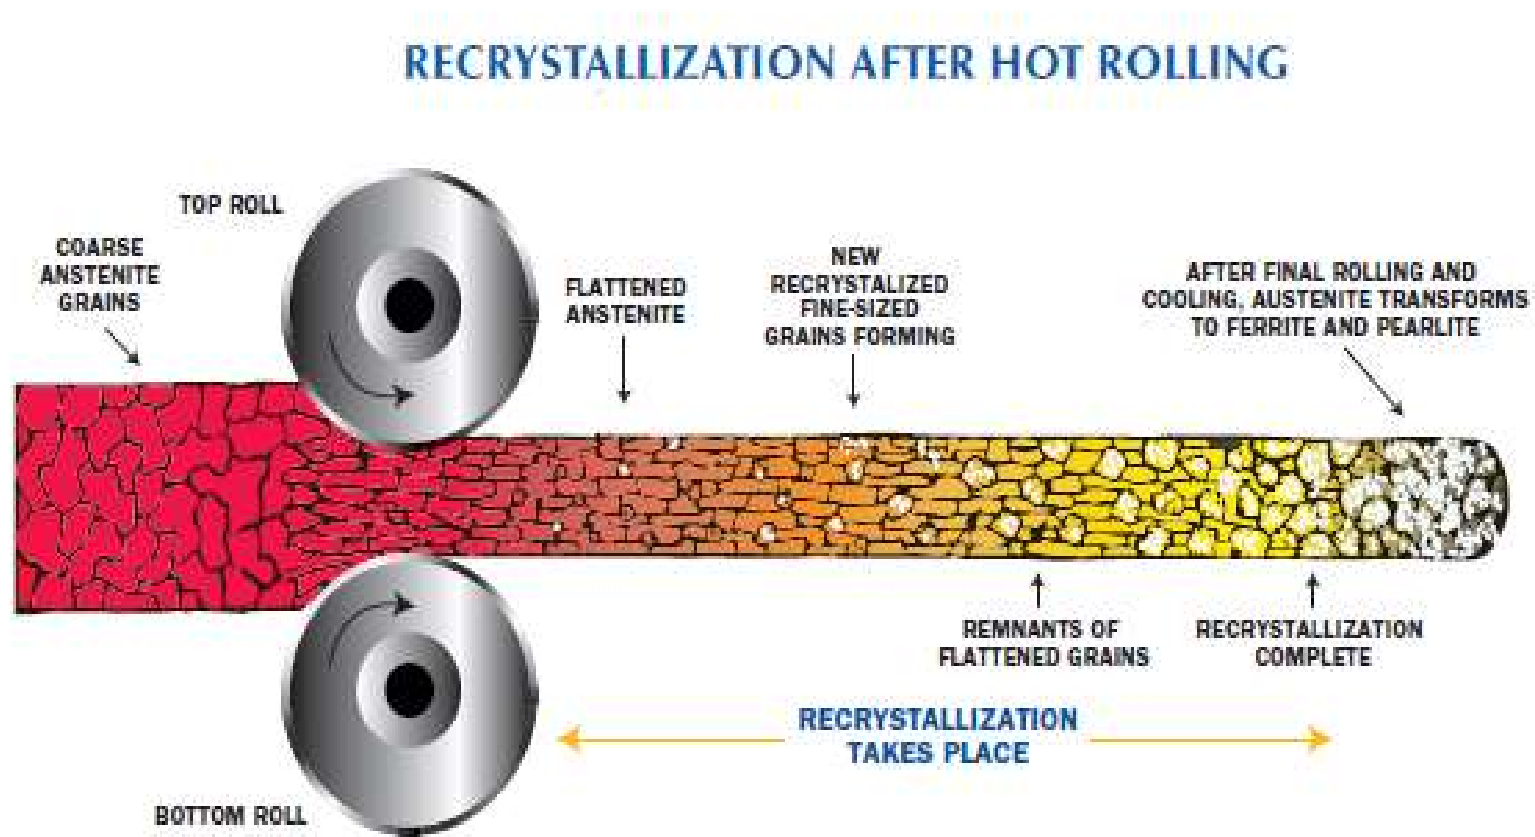 RECRYSTALLIZATION AFTER HOT ROLLING
TOP ROLL
COARSE
ANSTENITE
GRAINS
FLATTENED
ANSTENITE
NEW
RECRYSTALIZED
FINE-SIZED
GRAINS FORMING
AFTER FINAL ROLLING AND
COOLING, AUSTENITE TRANSFORMS
TO FERRITE AND PEARLITE
REMNANTS OF
FLATTENED GRAINS
RECRYSTALLIZATION
COMPLETE
RECRYSTALLIZATION
TAKES PLACE
BOTTOM ROLL